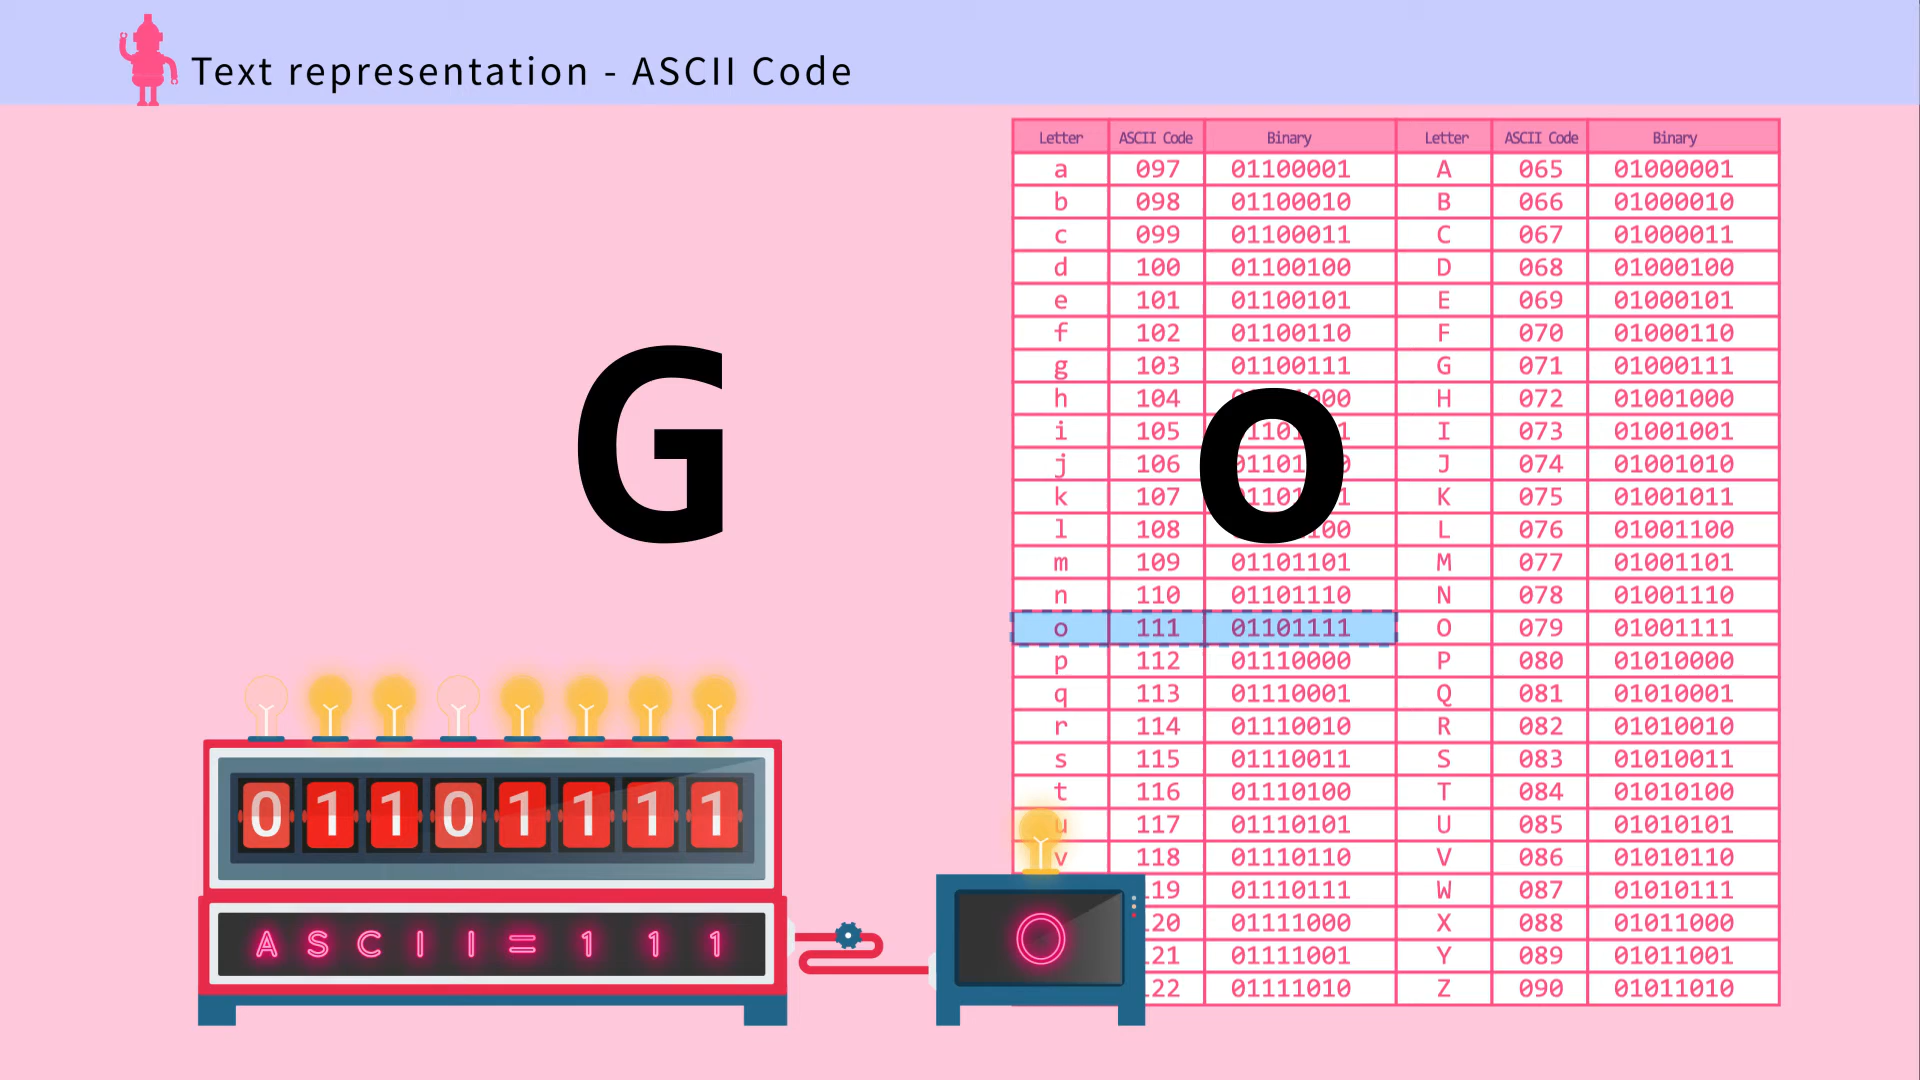 Text representation - ASCII Code
Letter ASCII Code Binary Letter ASCII Code Binary
a 097 01100001 A 065 01000001
b 098 01100010 B 066 01000010
c 099 01100011 C 067 01000011
d 100 01100100 D 068 01000100
e 101 01100101 E 069 01000101
f 102 01100110 F 070 01000110
g 103 01100111 G 071 01000111
h 104 H 072 01001000
i 105 I 073 01001001
j 106 J 074 01001010
k 107 K 075 01001011
l 108 L 076 01001100
m 109 01101101 M 077 01001101
n 110 01101110 N 078 01001110
o 111 01101111 O 079 01001111
p 112 01110000 P 080 01010000
q 113 01110001 Q 081 01010001
r 114 01110010 R 082 01010010
s 115 01110011 S 083 01010011
t 116 01110100 T 084 01010100
u 117 01110101 U 085 01010101
v 118 01110110 V 086 01010110
19 01110111 W 087 01010111
20 01111000 X 088 01011000
21 01111001 Y 089 01011001
22 01111010 Z 090 01011010
G o
0 1 1 0 1 1 1 1
ASCII=111
O